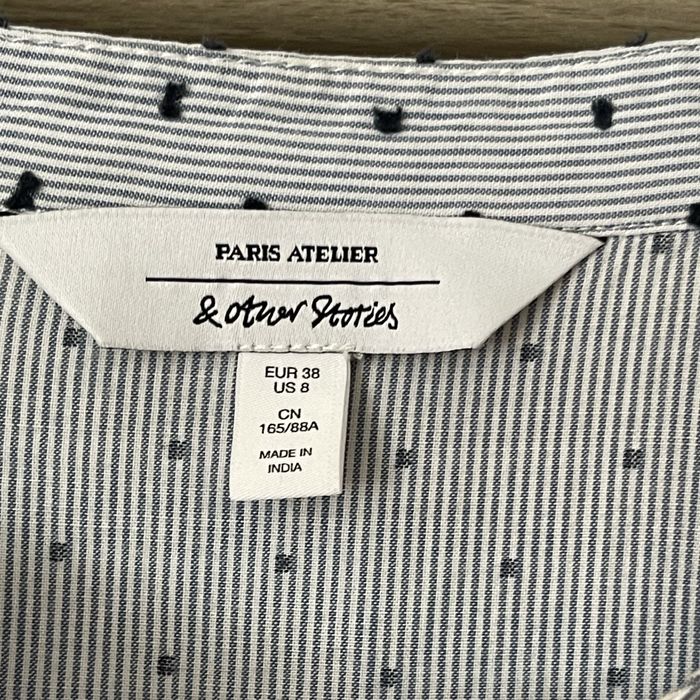 PARIS ATELIER
& Other Stories
EUR 38
US 8
CN
165/88A
MADE IN
INDIA